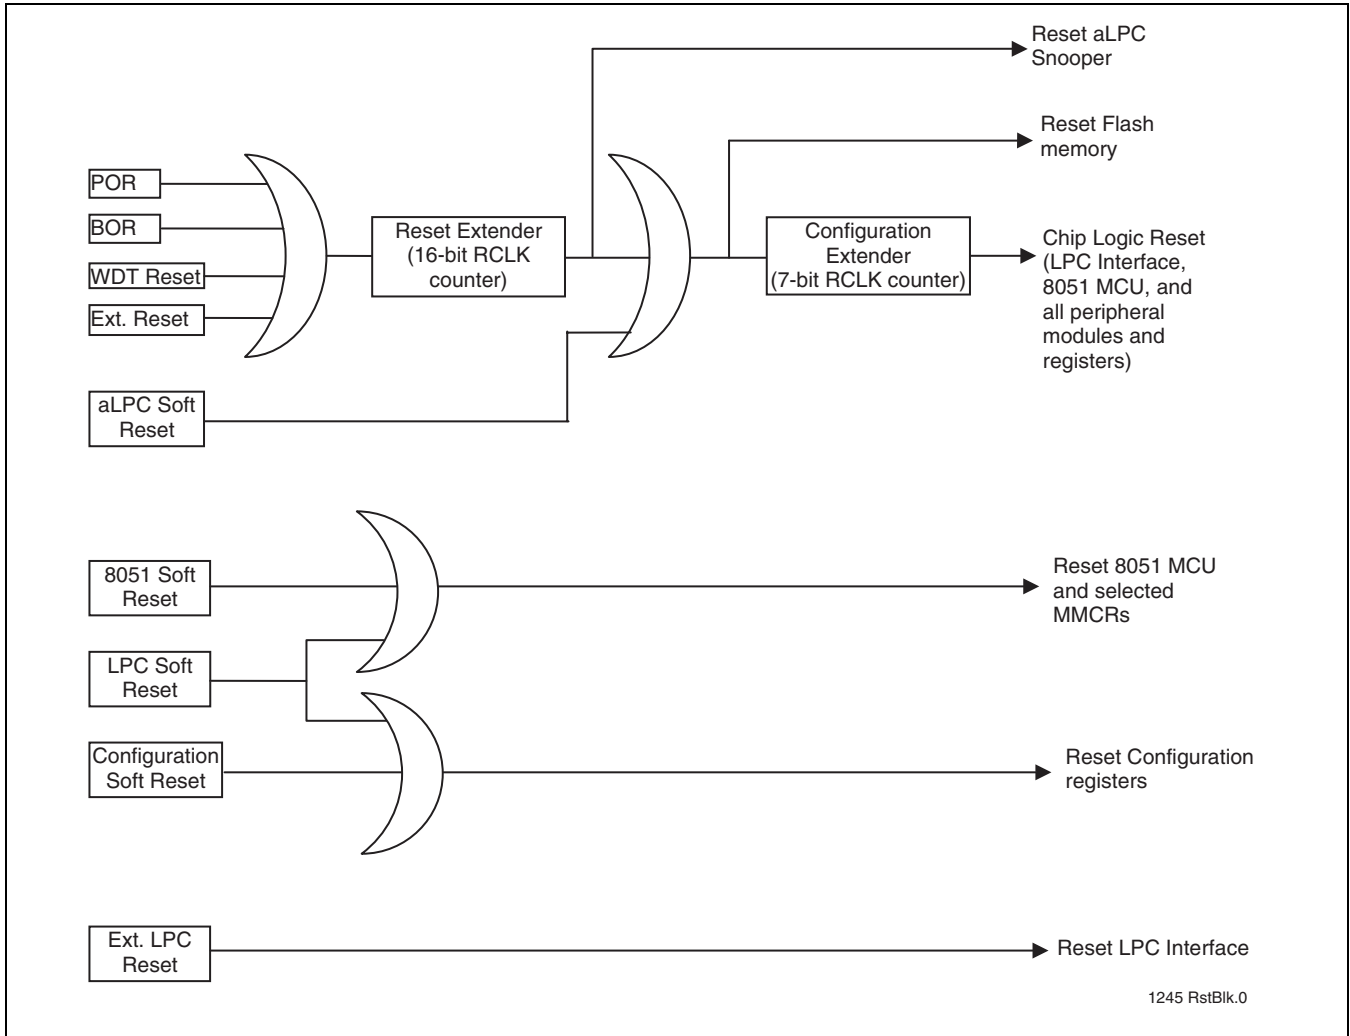 Reset aLPC
Snooper
Reset Flash
memory
POR
BOR
WDT Reset
Ext. Reset
Reset Extender
(16-bit RCLK
counter)
Configuration
Extender
(7-bit RCLK counter)
Chip Logic Reset
(LPC Interface,
8051 MCU, and
all peripheral
modules and
registers)
aLPC Soft
Reset
8051 Soft
Reset
Reset 8051 MCU
and selected
MMCRs
LPC Soft
Reset
Configuration
Soft Reset
Reset Configuration
registers
Ext. LPC
Reset
Reset LPC Interface
1245 RstBlk.0